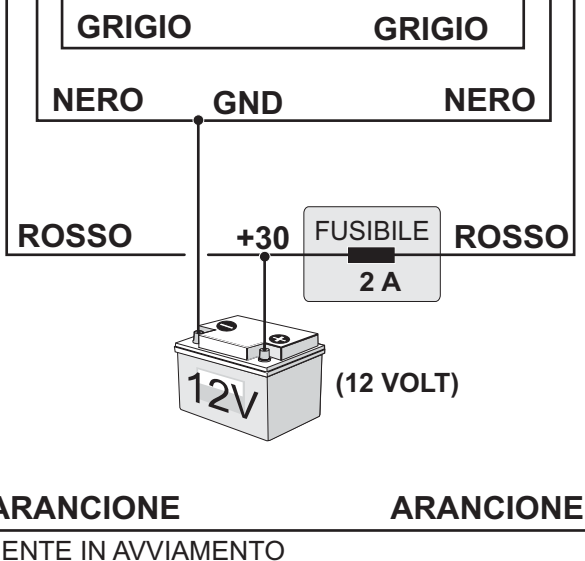 GRIGIO GRIGIO
NERO GND NERO
ROSSO +30 FUSIBILE ROSSO
2 A
12V (12 VOLT)
ARANCIONE ARANCIONE
ENTE IN AVVIAMENTO